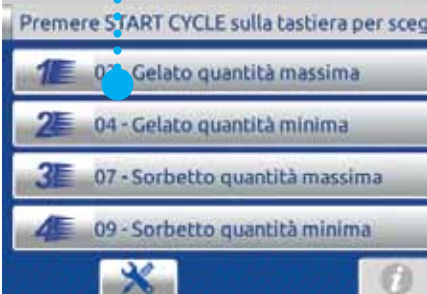 Premere START CYCLE sulla tastiera per sceg
1 Gelato quantità massima
2 04 - Gelato quantità minima
3 07 - Sorbetto quantità massima
4 09 - Sorbetto quantità minima